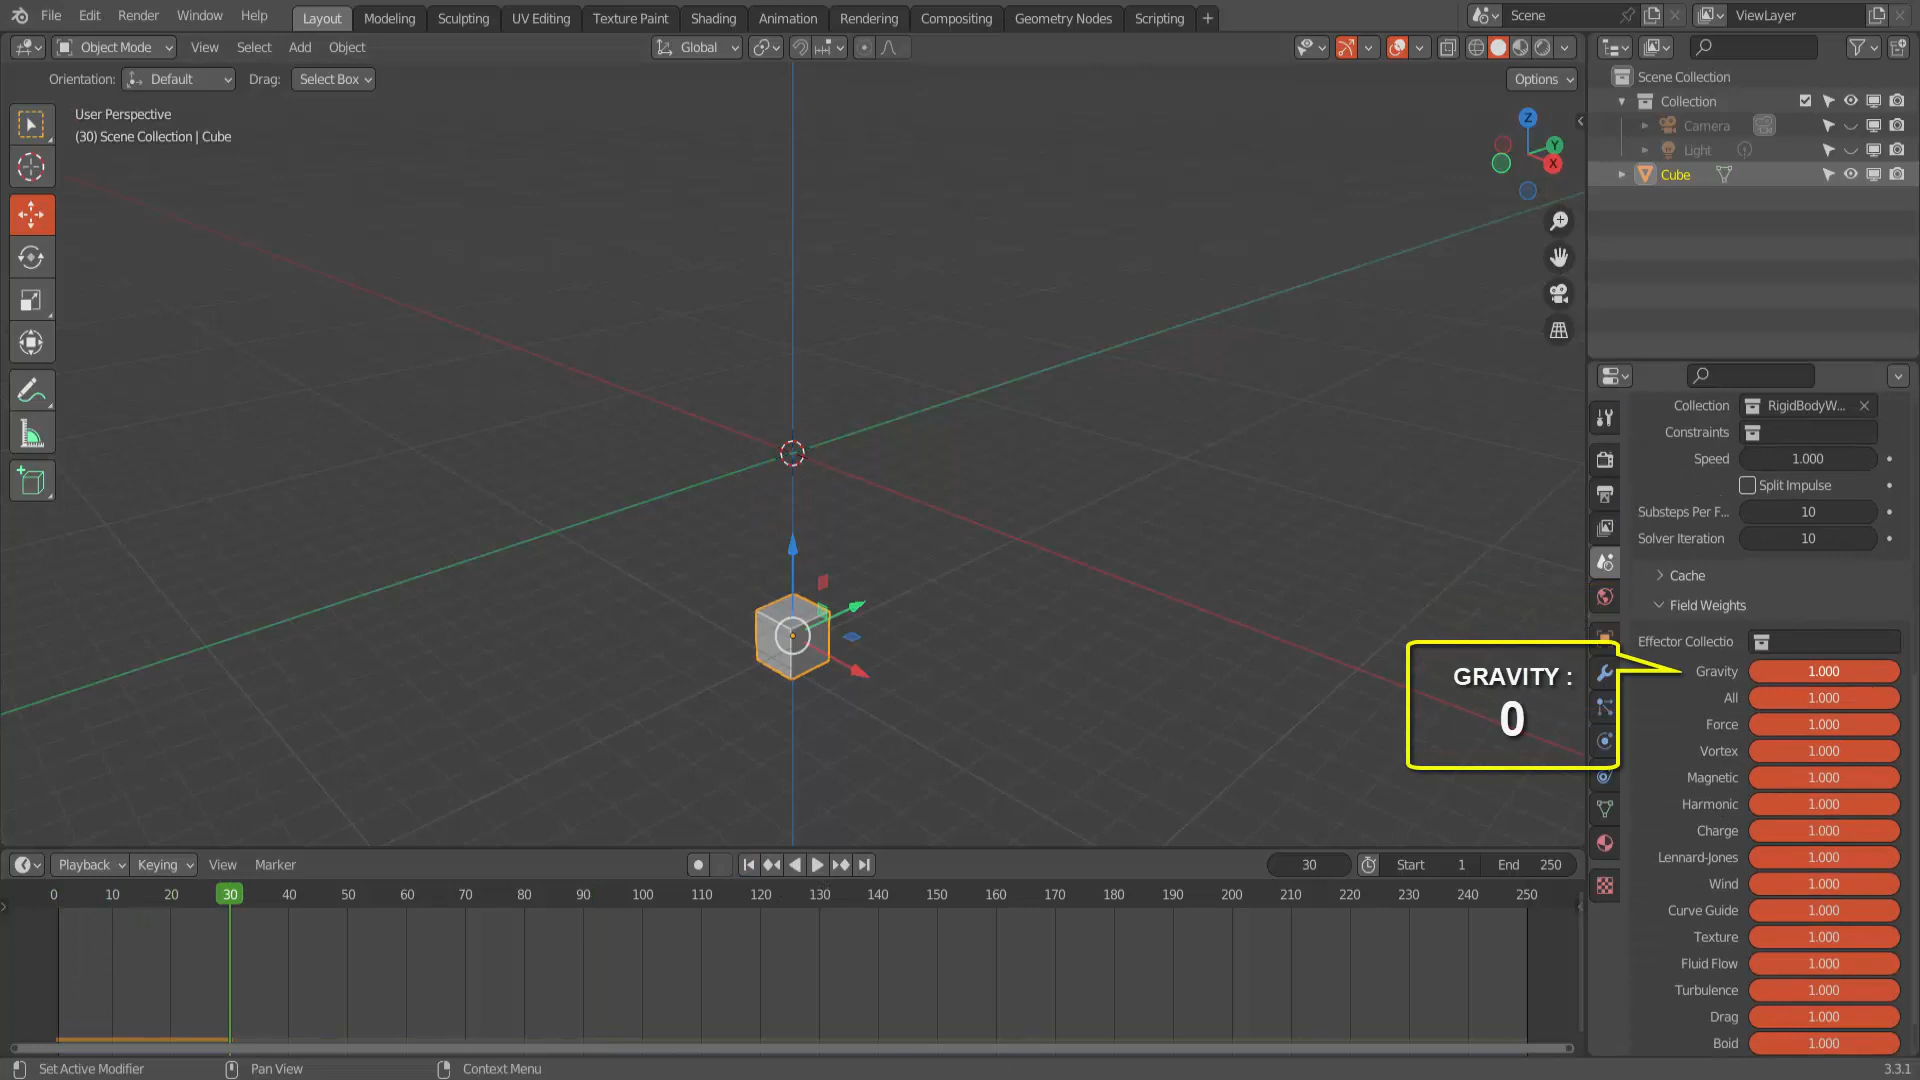 File Edit Render Window Help Layout Modeling Sculpting UV Editing Texture Paint Shading Animation Rendering Compositing Geometry Nodes Scripting + Scene ViewLayer
Object Mode View Select Add Object Global
Orientation: Default Drag: Select Box Options
User Perspective
(30) Scene Collection | Cube
Z
Y
X
Scene Collection
Collection
Camera
Light
Cube
Collection RigidBodyW...
Constraints
Speed 1.000
Split Impulse
Substeps Per F... 10
Solver Iteration 10
Cache
Field Weights
Effector Collectio
Gravity 1.000
All 1.000
Force 1.000
Vortex 1.000
Magnetic 1.000
Harmonic 1.000
Charge 1.000
Lennard-Jones 1.000
Wind 1.000
Curve Guide 1.000
Texture 1.000
Fluid Flow 1.000
Turbulence 1.000
Drag 1.000
Boid 1.000
GRAVITY :
0
Playback Keying View Marker 30 Start 1 End 250
0 10 20 30 40 50 60 70 80 90 100 110 120 130 140 150 160 170 180 190 200 210 220 230 240 250
Set Active Modifier Pan View Context Menu 3.3.1